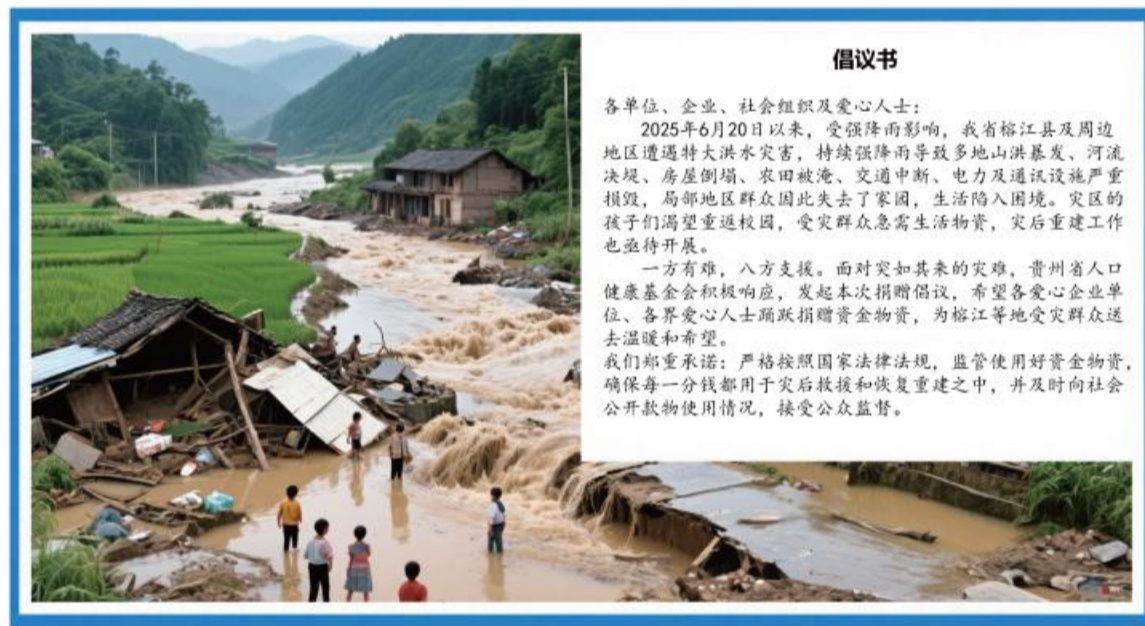 倡议书
各单位、企业、社会组织及爱心人士：
2025年6月20日以来，受强降雨影响，我省榕江县及周边
地区遭遇特大洪水灾害，持续强降雨导致多地山洪暴发、河流
决堤、房屋倒塌、农田被淹、交通中断、电力及通讯设施严重
损毁，局部地区群众因此失去了家园，生活陷入困境。灾区的
孩子们渴望重返校园，受灾群众急需生活物资，灾后重建工作
也亟待开展。
一方有难，八方支援。面对突如其来的灾难，贵州省人口
健康基金会积极响应，发起本次捐赠倡议，希望各爱心企业单
位、各界爱心人士踊跃捐赠资金物资，为榕江等地受灾群众送
去温暖和希望。
我们郑重承诺：严格按照国家法律法规，监管使用好资金物资，
确保每一分钱都用于灾后救援和恢复重建之中，并及时向社会
公开款物使用情况，接受公众监督。